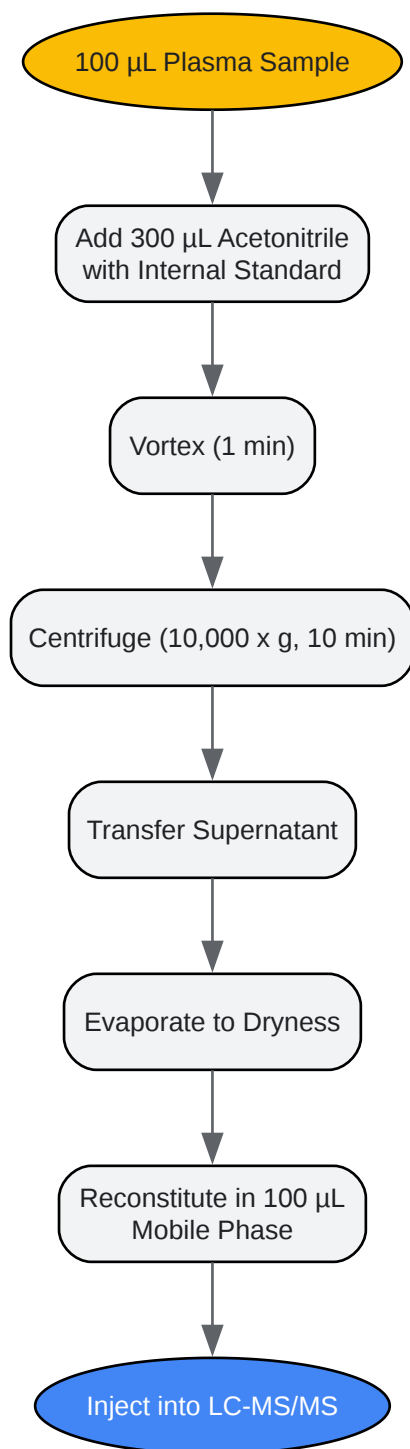 100 µL Plasma Sample
Add 300 µL Acetonitrile
with Internal Standard
Vortex (1 min)
Centrifuge (10,000 x g, 10 min)
Transfer Supernatant
Evaporate to Dryness
Reconstitute in 100 µL
Mobile Phase
Inject into LC-MS/MS